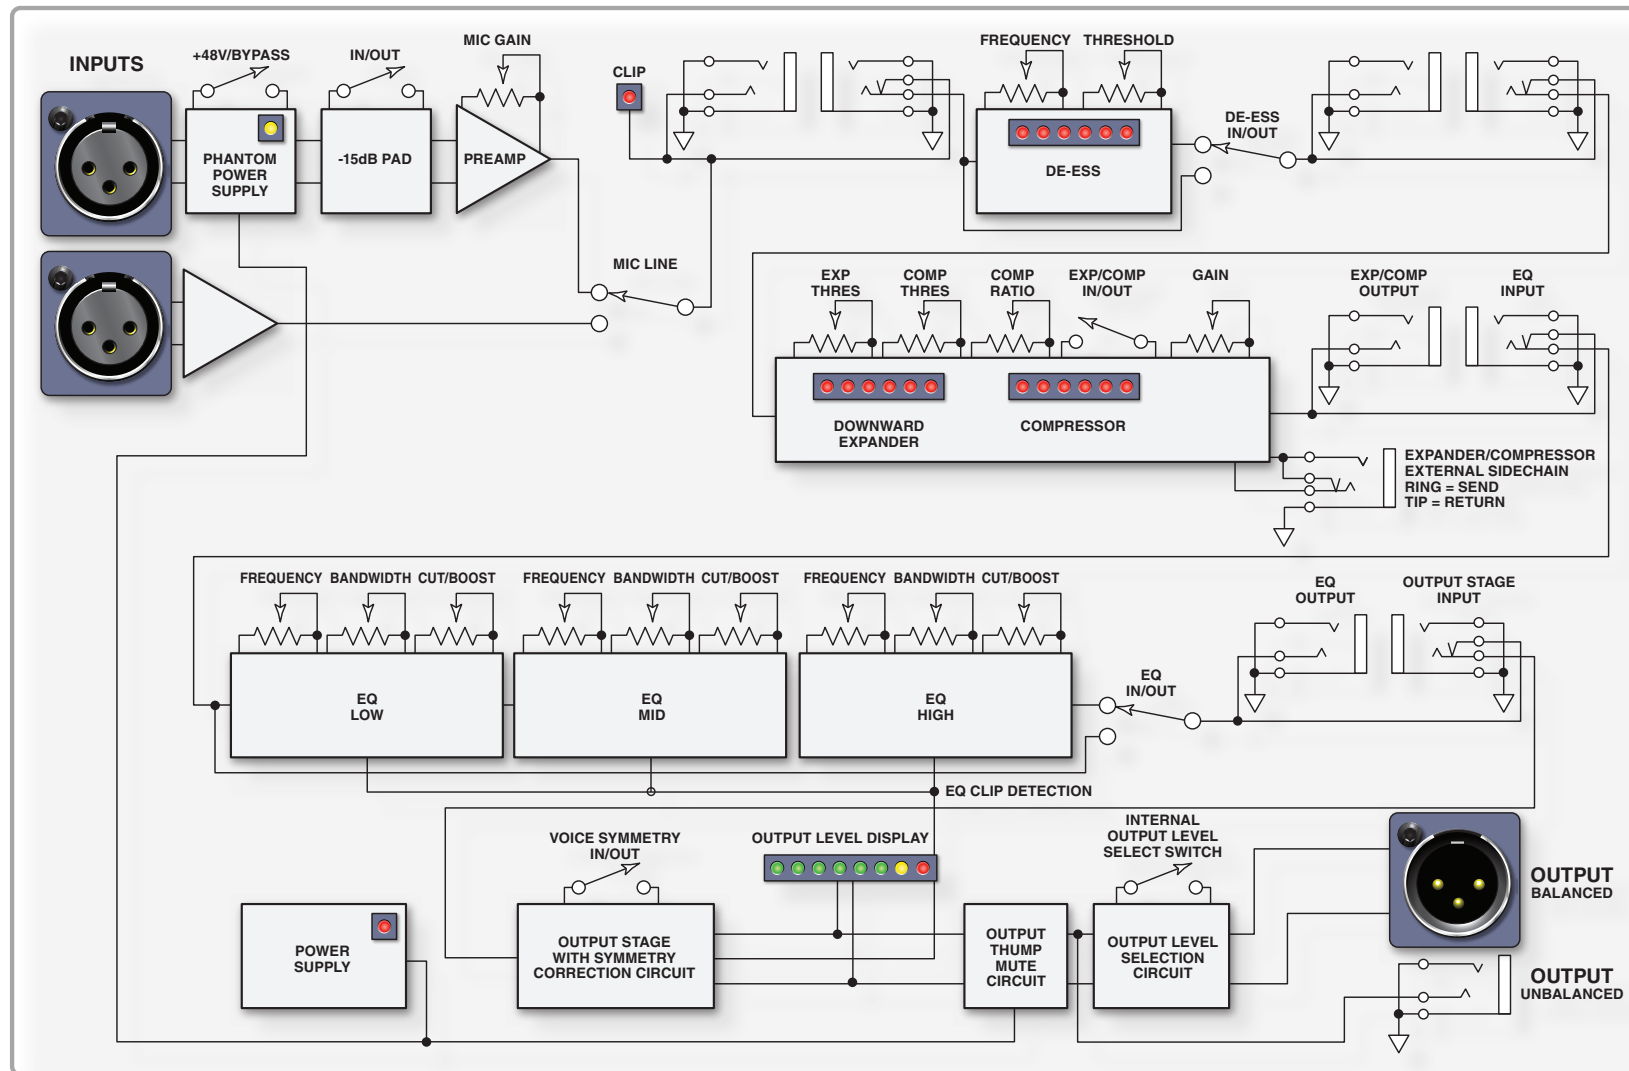 INPUTS
+48V/BYPASS
IN/OUT
MIC GAIN
PHANTOM
POWER
SUPPLY
-15dB PAD
PREAMP
CLIP
FREQUENCY
THRESHOLD
DE-ESS
DE-ESS
IN/OUT
MIC LINE
EXP
THRES
COMP
THRES
COMP
RATIO
EXP/COMP
IN/OUT
GAIN
EXP/COMP
OUTPUT
EQ
INPUT
DOWNWARD
EXPANDER
COMPRESSOR
EXPANDER/COMPRESSOR
EXTERNAL SIDECHAIN
RING = SEND
TIP = RETURN
FREQUENCY
BANDWIDTH
CUT/BOOST
FREQUENCY
BANDWIDTH
CUT/BOOST
FREQUENCY
BANDWIDTH
CUT/BOOST
EQ
OUTPUT
OUTPUT STAGE
INPUT
EQ
LOW
EQ
MID
EQ
HIGH
EQ
IN/OUT
EQ CLIP DETECTION
VOICE SYMMETRY
IN/OUT
OUTPUT LEVEL DISPLAY
INTERNAL
OUTPUT LEVEL
SELECT SWITCH
POWER
SUPPLY
OUTPUT STAGE
WITH SYMMETRY
CORRECTION CIRCUIT
OUTPUT
THUMP
MUTE
CIRCUIT
OUTPUT LEVEL
SELECTION
CIRCUIT
OUTPUT
BALANCED
OUTPUT
UNBALANCED